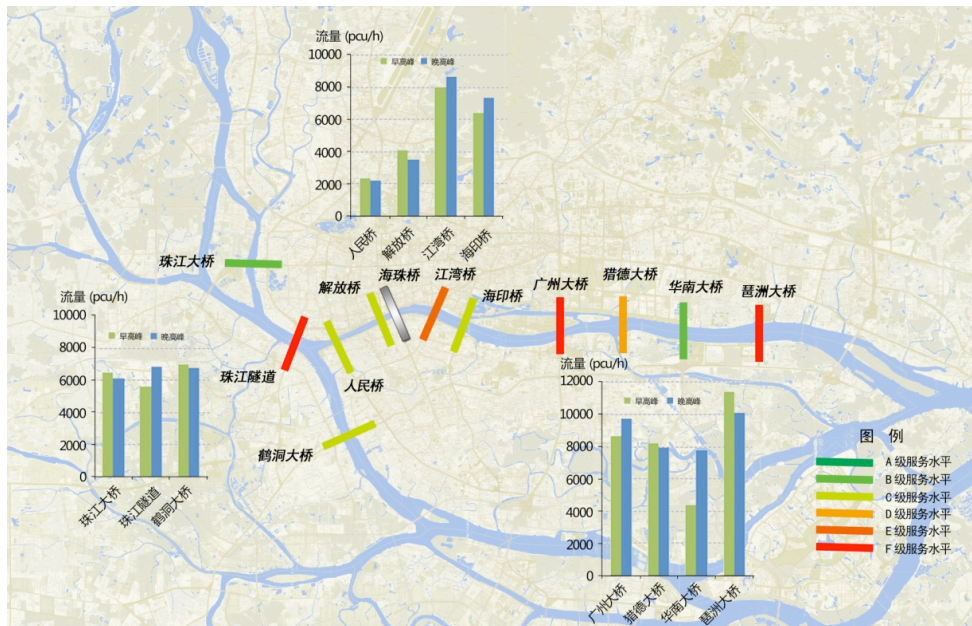 流量 (pcu/h)
10000
8000
6000
4000
2000
0
早高峰 晚高峰
人民桥 解放桥 江湾桥 海印桥
珠江大桥
解放桥
海珠桥
江湾桥
海印桥
广州大桥
猎德大桥
华南大桥
琶洲大桥
珠江隧道
人民桥
鹤洞大桥
流量 (pcu/h)
10000
8000
6000
4000
2000
0
早高峰 晚高峰
珠江大桥 珠江隧道 鹤洞大桥
流量 (pcu/h)
12000
10000
8000
6000
4000
2000
0
早高峰 晚高峰
广州大桥 猎德大桥 华南大桥 琶洲大桥
图 例
A 级服务水平
B 级服务水平
C 级服务水平
D 级服务水平
E 级服务水平
F 级服务水平